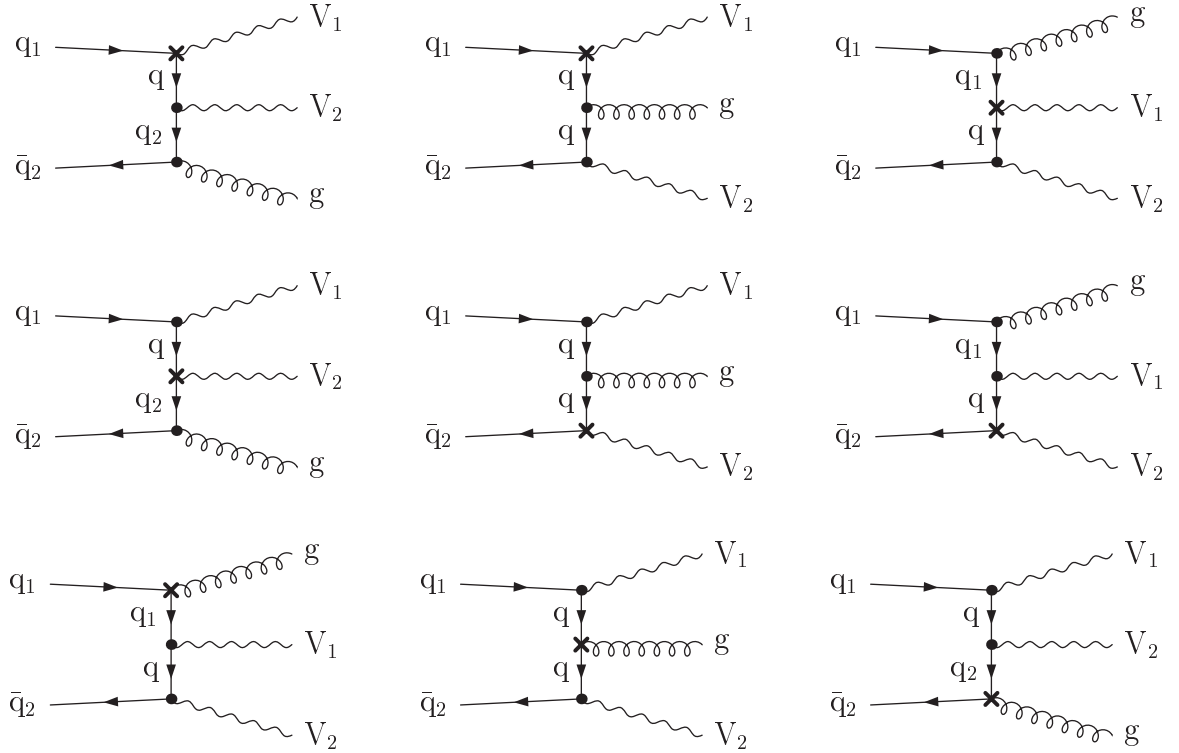 q₁ V₁ q₁ V₁ q₁ g
q q q₁
V₂ g V₁
q₂ q q
q̄₂ g q̄₂ V₂ q̄₂ V₂
q₁ V₁ q₁ V₁ q₁ g
q q q₁
V₂ g V₁
q₂ q q
q̄₂ g q̄₂ V₂ q̄₂ V₂
q₁ g q₁ V₁ q₁ V₁
q₁ q q
V₁ g V₂
q q q₂
q̄₂ V₂ q̄₂ V₂ q̄₂ g